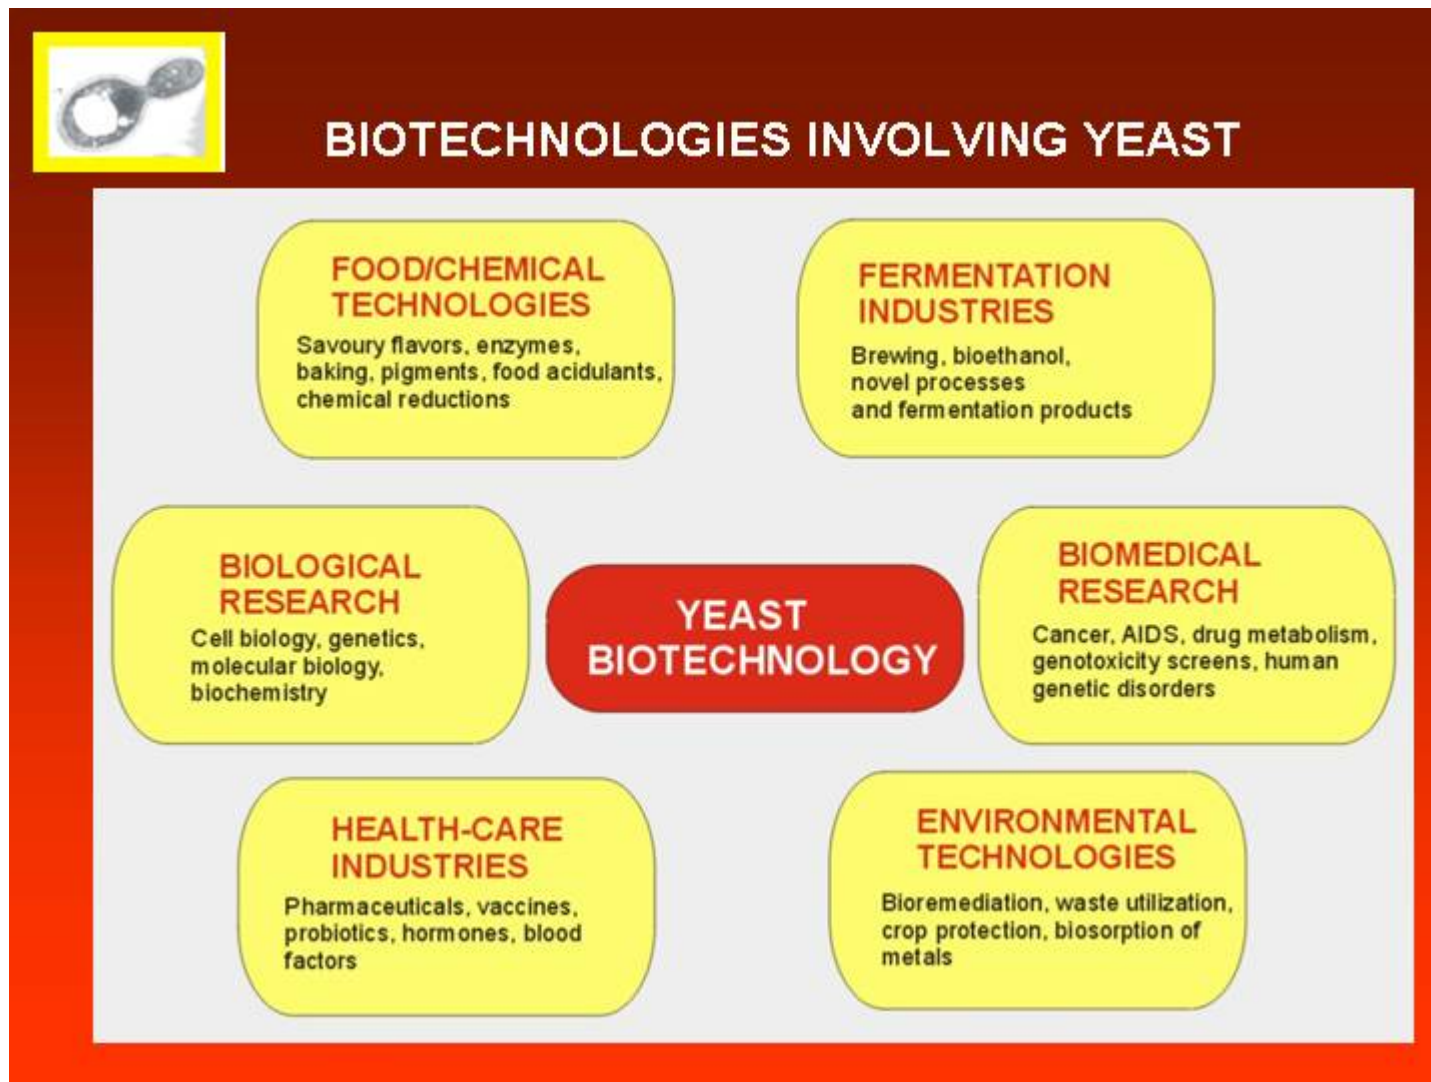 BIOTECHNOLOGIES INVOLVING YEAST
FOOD/CHEMICAL
TECHNOLOGIES
Savoury flavors, enzymes,
baking, pigments, food acidulants,
chemical reductions
FERMENTATION
INDUSTRIES
Brewing, bioethanol,
novel processes
and fermentation products
BIOLOGICAL
RESEARCH
Cell biology, genetics,
molecular biology,
biochemistry
YEAST
BIOTECHNOLOGY
BIOMEDICAL
RESEARCH
Cancer, AIDS, drug metabolism,
genotoxicity screens, human
genetic disorders
HEALTH-CARE
INDUSTRIES
Pharmaceuticals, vaccines,
probiotics, hormones, blood
factors
ENVIRONMENTAL
TECHNOLOGIES
Bioremediation, waste utilization,
crop protection, biosorption of
metals